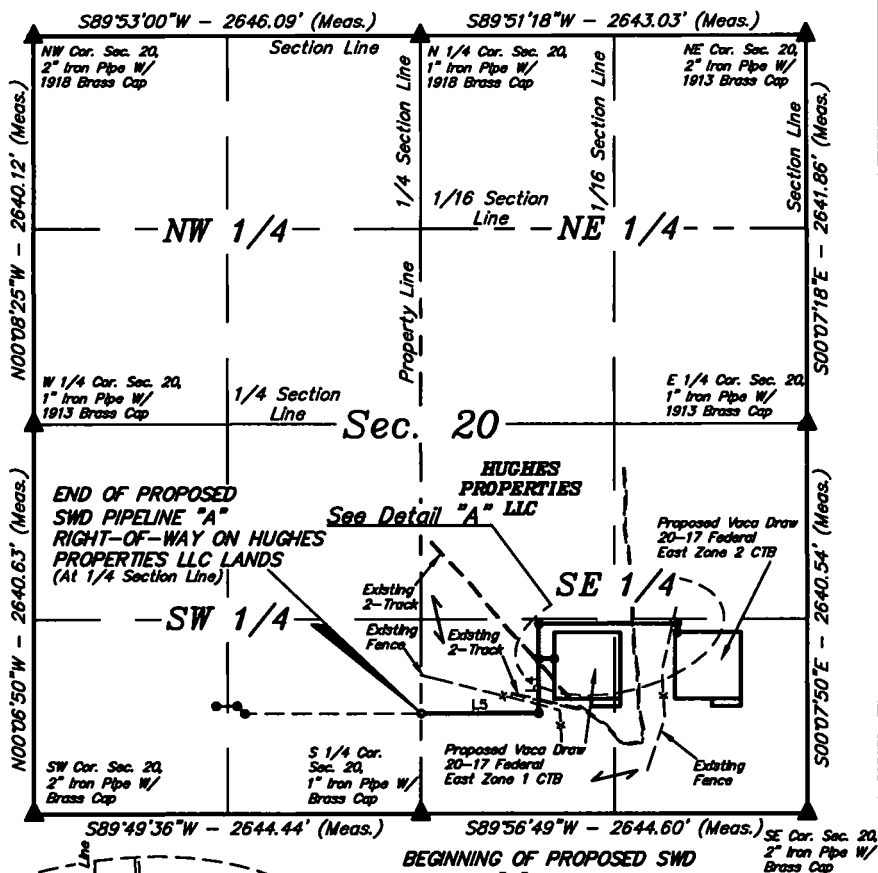 S89°53'00"W - 2646.09' (Meas.)
S89°51'18"W - 2643.03' (Meas.)
NW Cor. Sec. 20,
2" Iron Pipe W/
1918 Brass Cap
Section Line
N 1/4 Cor. Sec. 20,
1" Iron Pipe W/
1918 Brass Cap
NE Cor. Sec. 20,
2" Iron Pipe W/
1913 Brass Cap
N00°08'25"W - 2640.12' (Meas.)
1/4 Section Line
1/16 Section Line
Section Line
S00°07'18"E - 2641.86' (Meas.)
1/16 Section
Line
NW 1/4
NE 1/4
Property Line
W 1/4 Cor. Sec. 20,
1" Iron Pipe W/
1913 Brass Cap
1/4 Section
Line
E 1/4 Cor. Sec. 20,
1" Iron Pipe W/
1913 Brass Cap
Sec. 20
N00°06'50"W - 2640.63' (Meas.)
END OF PROPOSED
SWD PIPELINE "A"
RIGHT-OF-WAY ON HUGHES
PROPERTIES LLC LANDS
(At 1/4 Section Line)
HUGHES
PROPERTIES
LLC
See Detail "A"
Proposed Vaca Draw
20-17 Federal
East Zone 2 CTB
S00°07'50"E - 2640.54' (Meas.)
SW 1/4
SE 1/4
Existing
2-Track
Existing
Fence
Existing
2-Track
L5
Proposed Vaca Draw
20-17 Federal
East Zone 1 CTB
Existing
Fence
SW Cor. Sec. 20,
2" Iron Pipe W/
Brass Cap
S 1/4 Cor.
Sec. 20,
1" Iron Pipe W/
Brass Cap
S89°49'36"W - 2644.44' (Meas.)
S89°56'49"W - 2644.60' (Meas.)
SE Cor. Sec. 20,
2" Iron Pipe W/
Brass Cap
Line
BEGINNING OF PROPOSED SWD